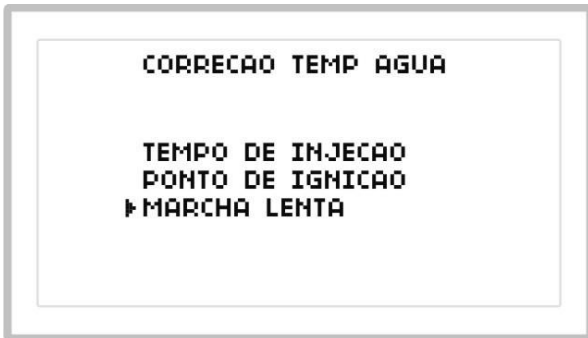 CORRECAO TEMP AGUA
TEMPO DE INJECAO
PONTO DE IGNICAO
MARCHA LENTA